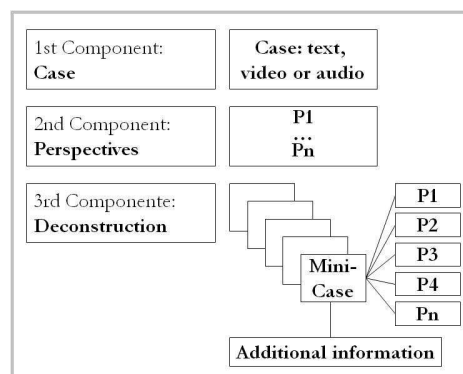 1st Component:
Case
Case: text,
video or audio
2nd Component:
Perspectives
P1
...
Pn
3rd Componente:
Deconstruction
Mini-
Case
P1
P2
P3
P4
Pn
Additional information